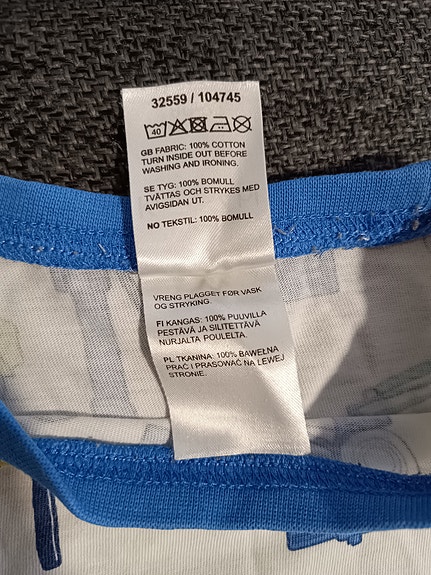 32559 / 104745
40
GB FABRIC: 100% COTTON
TURN INSIDE OUT BEFORE
WASHING AND IRONING.
SE TYG: 100% BOMULL
TVÄTTAS OCH STRYKES MED
AVIGSIDAN UT.
NO TEKSTIL: 100% BOMULL
VRENG PLAGGET FØR VASK
OG STRYKING.
FI KANGAS: 100% PUUVILLA
PESTÄVÄ JA SILITETTÄVÄ
NURJALTA POULELTA.
PL TKANINA: 100% BAWEŁNA
PRAĆ I PRASOWAĆ NA LEWEJ
STRONIE.